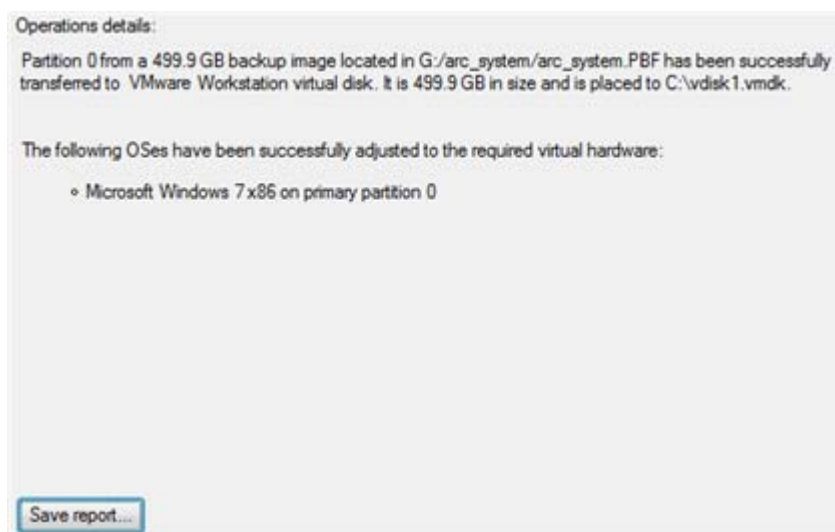 Operations details:
Partition 0 from a 499.9 GB backup image located in G:/arc_system/arc_system.PBF has been successfully
transferred to VMware Workstation virtual disk. It is 499.9 GB in size and is placed to C:\vdisk1.vmdk.
The following OSes have been successfully adjusted to the required virtual hardware:
• Microsoft Windows 7 x86 on primary partition 0
Save report...